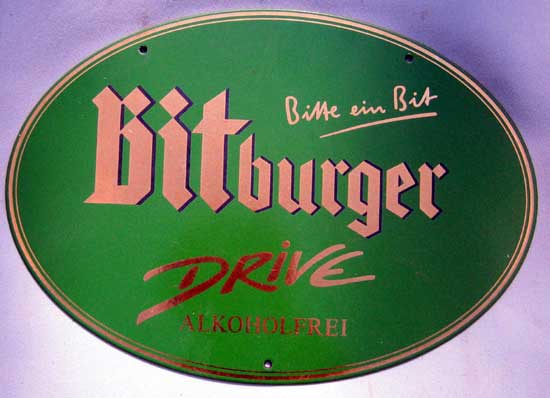 Bitte ein Bit
Bitburger
DRIVE
ALKOHOLFREI